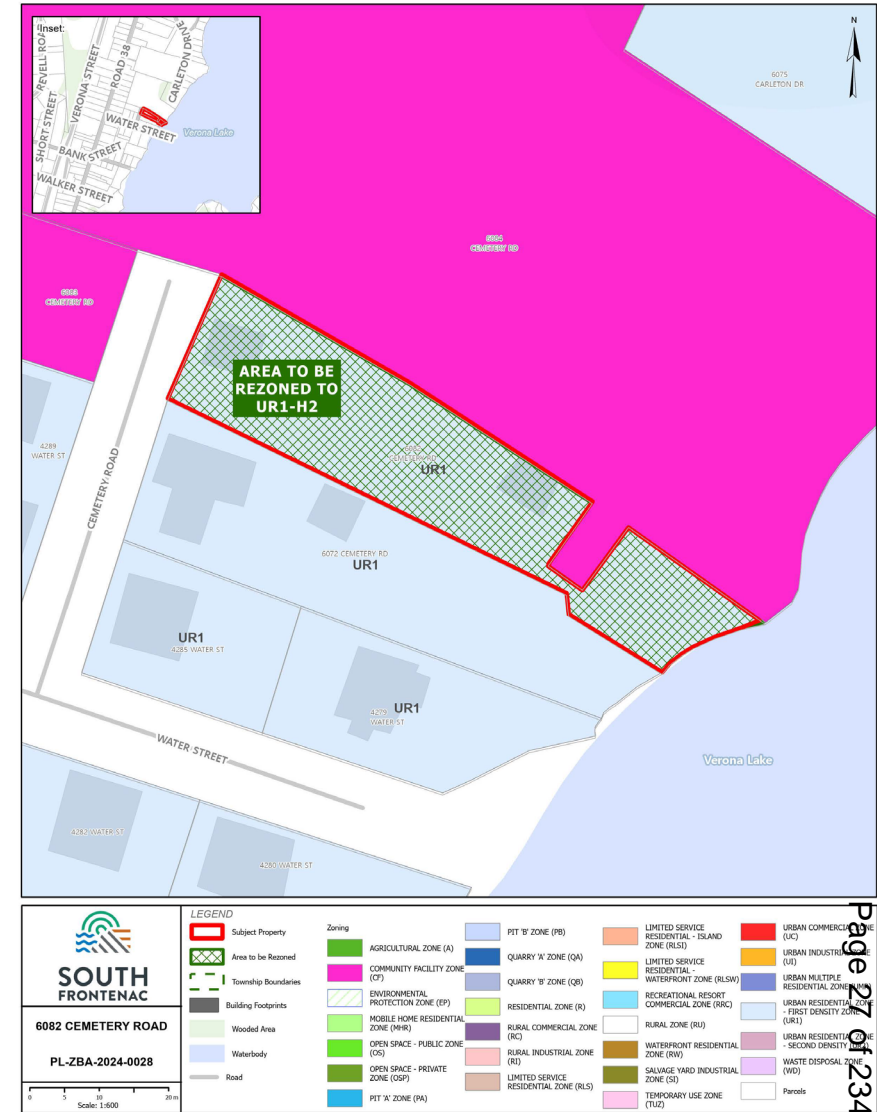 Inset:
REVELL ROAD
VERONA STREET
ROAD 38
CARLETON DRIVE
SHORT STREET
WATER STREET
Verona Lake
BANK STREET
WALKER STREET
N
6075
CARLETON DR
6084
CEMETERY RD
6083
CEMETERY RD
AREA TO BE
REZONED TO
UR1-H2
4289
WATER ST
CEMETERY ROAD
6082
CEMETERY RD
UR1
6072 CEMETERY RD
UR1
UR1
4285 WATER ST
4279
WATER ST
UR1
WATER STREET
Verona Lake
4282 WATER ST
4280 WATER ST
SOUTH
FRONTENAC
6082 CEMETERY ROAD
PL-ZBA-2024-0028
0 5 10 20 m
Scale: 1:600
LEGEND
Subject Property
Area to be Rezoned
Township Boundaries
Building Footprints
Wooded Area
Waterbody
Road
Zoning
AGRICULTURAL ZONE (A)
COMMUNITY FACILITY ZONE
(CF)
ENVIRONMENTAL
PROTECTION ZONE (EP)
MOBILE HOME RESIDENTIAL
ZONE (MHR)
OPEN SPACE - PUBLIC ZONE
(OS)
OPEN SPACE - PRIVATE
ZONE (OSP)
PIT 'A' ZONE (PA)
PIT 'B' ZONE (PB)
QUARRY 'A' ZONE (QA)
QUARRY 'B' ZONE (QB)
RESIDENTIAL ZONE (R)
RURAL COMMERCIAL ZONE
(RC)
RURAL INDUSTRIAL ZONE
(RI)
LIMITED SERVICE
RESIDENTIAL ZONE (RLS)
LIMITED SERVICE
RESIDENTIAL - ISLAND
ZONE (RLSI)
LIMITED SERVICE
RESIDENTIAL -
WATERFRONT ZONE (RLSW)
RECREATIONAL RESORT
COMMERCIAL ZONE (RRC)
RURAL ZONE (RU)
WATERFRONT RESIDENTIAL
ZONE (RW)
SALVAGE YARD INDUSTRIAL
ZONE (SI)
TEMPORARY USE ZONE
(TUZ)
URBAN COMMERCIAL ZONE
(UC)
URBAN INDUSTRIAL ZONE
(UI)
URBAN MULTIPLE
RESIDENTIAL ZONE (UMR)
URBAN RESIDENTIAL ZONE
- FIRST DENSITY ZONE
(UR1)
URBAN RESIDENTIAL ZONE
- SECOND DENSITY (UR2)
WASTE DISPOSAL ZONE
(WD)
Parcels
Page 27 of 234